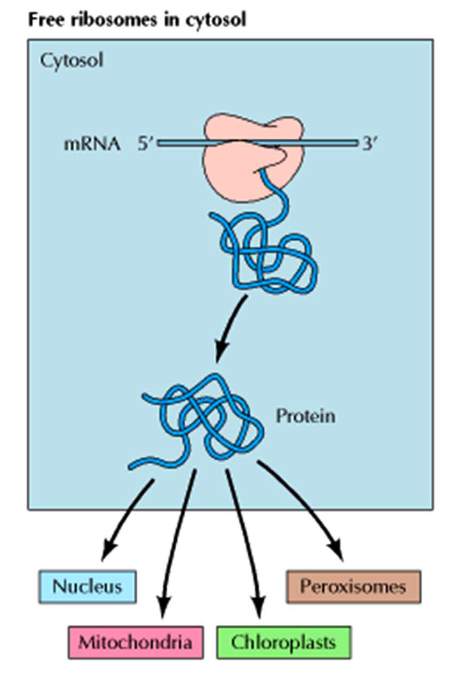 Free ribosomes in cytosol
Cytosol
mRNA 5′ 3′
Protein
Nucleus
Peroxisomes
Mitochondria
Chloroplasts